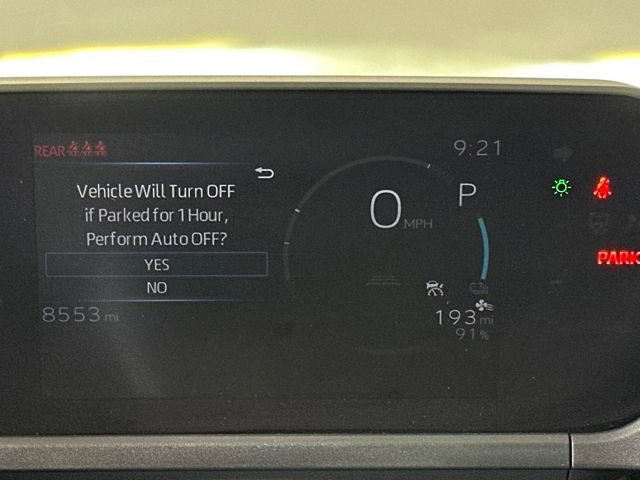 REAR
9:21
Vehicle Will Turn OFF
if Parked for 1 Hour,
Perform Auto OFF?
YES
NO
0 MPH
P
PARK
8553 mi
193 mi
91%